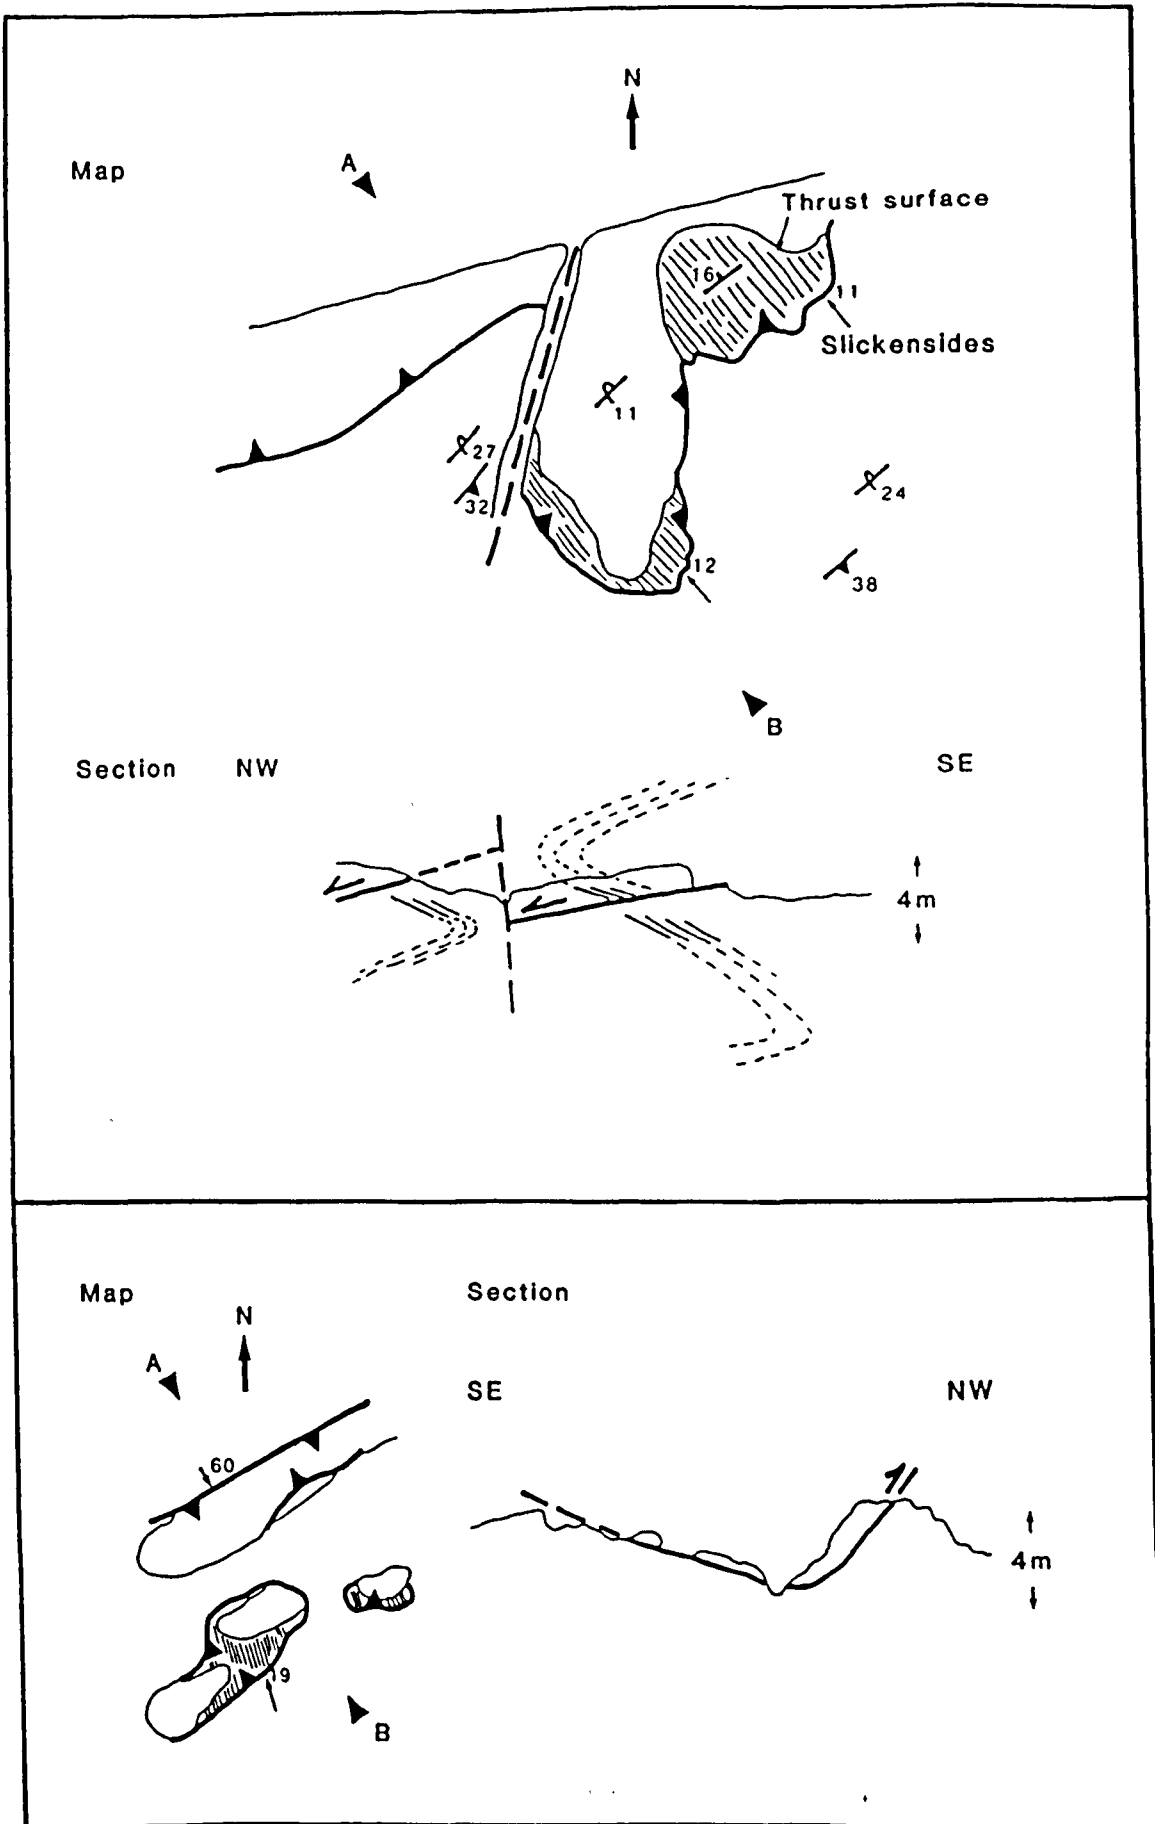 N
A
Map
Thrust surface
16
11
Slickensides
11
27
32
24
12
38
B
Section NW SE
4m
Map Section
N
A
SE NW
60
4m
9
B